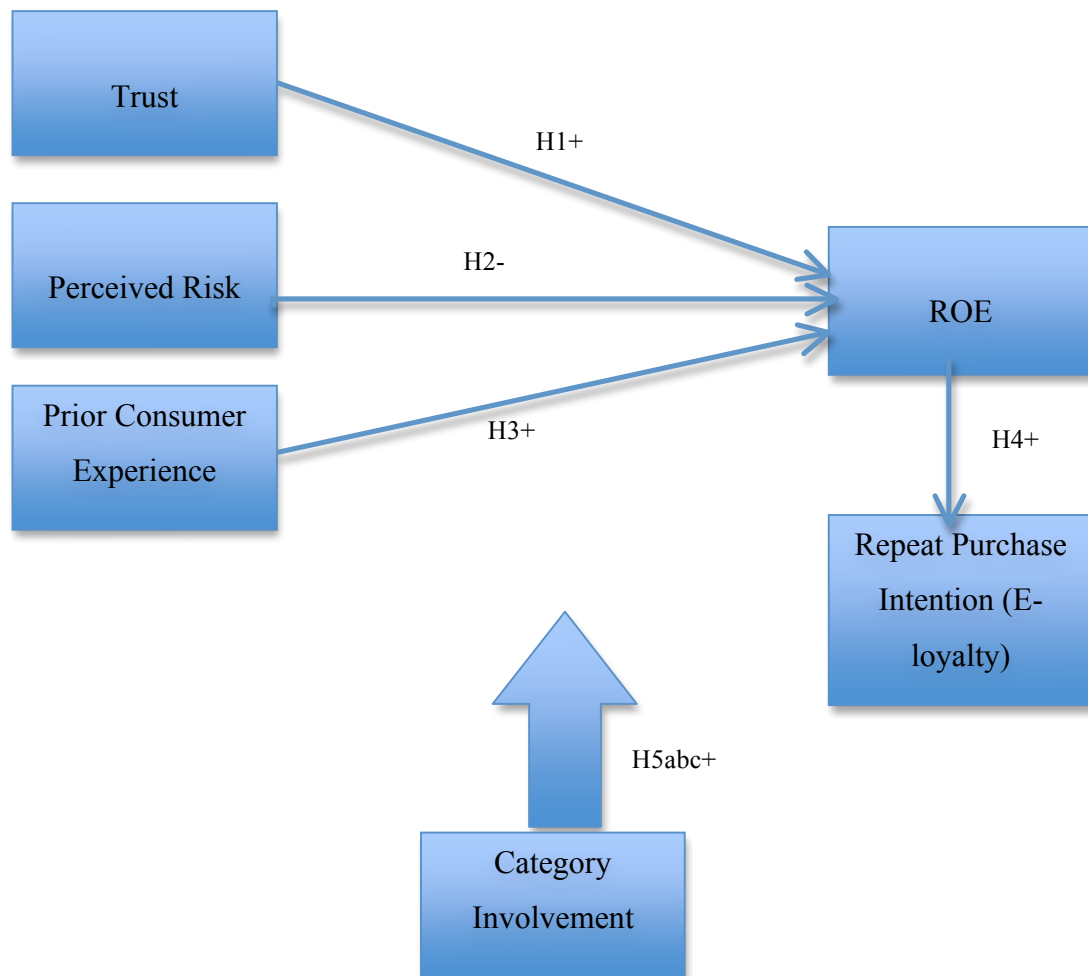 Trust
H1+
Perceived Risk
H2-
ROE
Prior Consumer
Experience
H3+
H4+
Repeat Purchase
Intention (E-
loyalty)
H5abc+
Category
Involvement